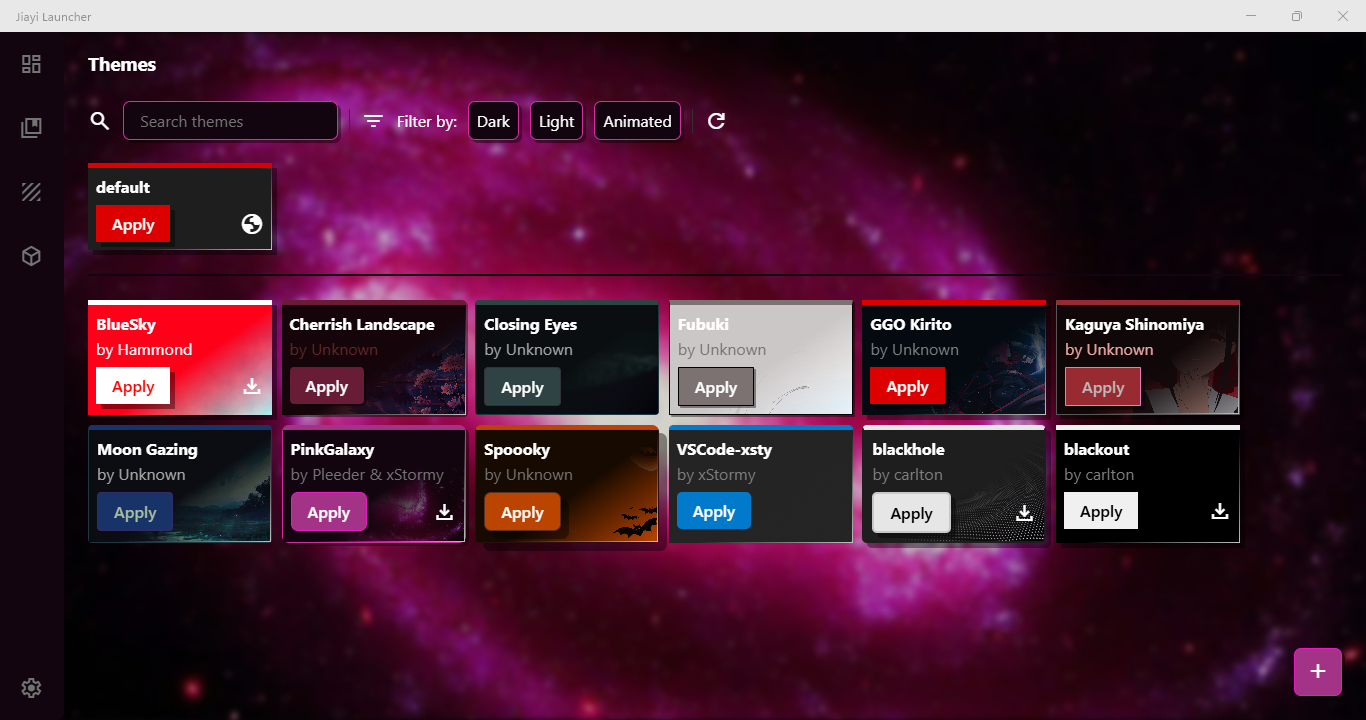 Jiayi Launcher
Themes
Search themes
Filter by:
Dark
Light
Animated
default
Apply
BlueSky
by Hammond
Apply
Cherrish Landscape
by Unknown
Apply
Closing Eyes
by Unknown
Apply
Fubuki
by Unknown
Apply
GGO Kirito
by Unknown
Apply
Kaguya Shinomiya
by Unknown
Apply
Moon Gazing
by Unknown
Apply
PinkGalaxy
by Pleeder & xStormy
Apply
Spoooky
by Unknown
Apply
VSCode-xsty
by xStormy
Apply
blackhole
by carlton
Apply
blackout
by carlton
Apply